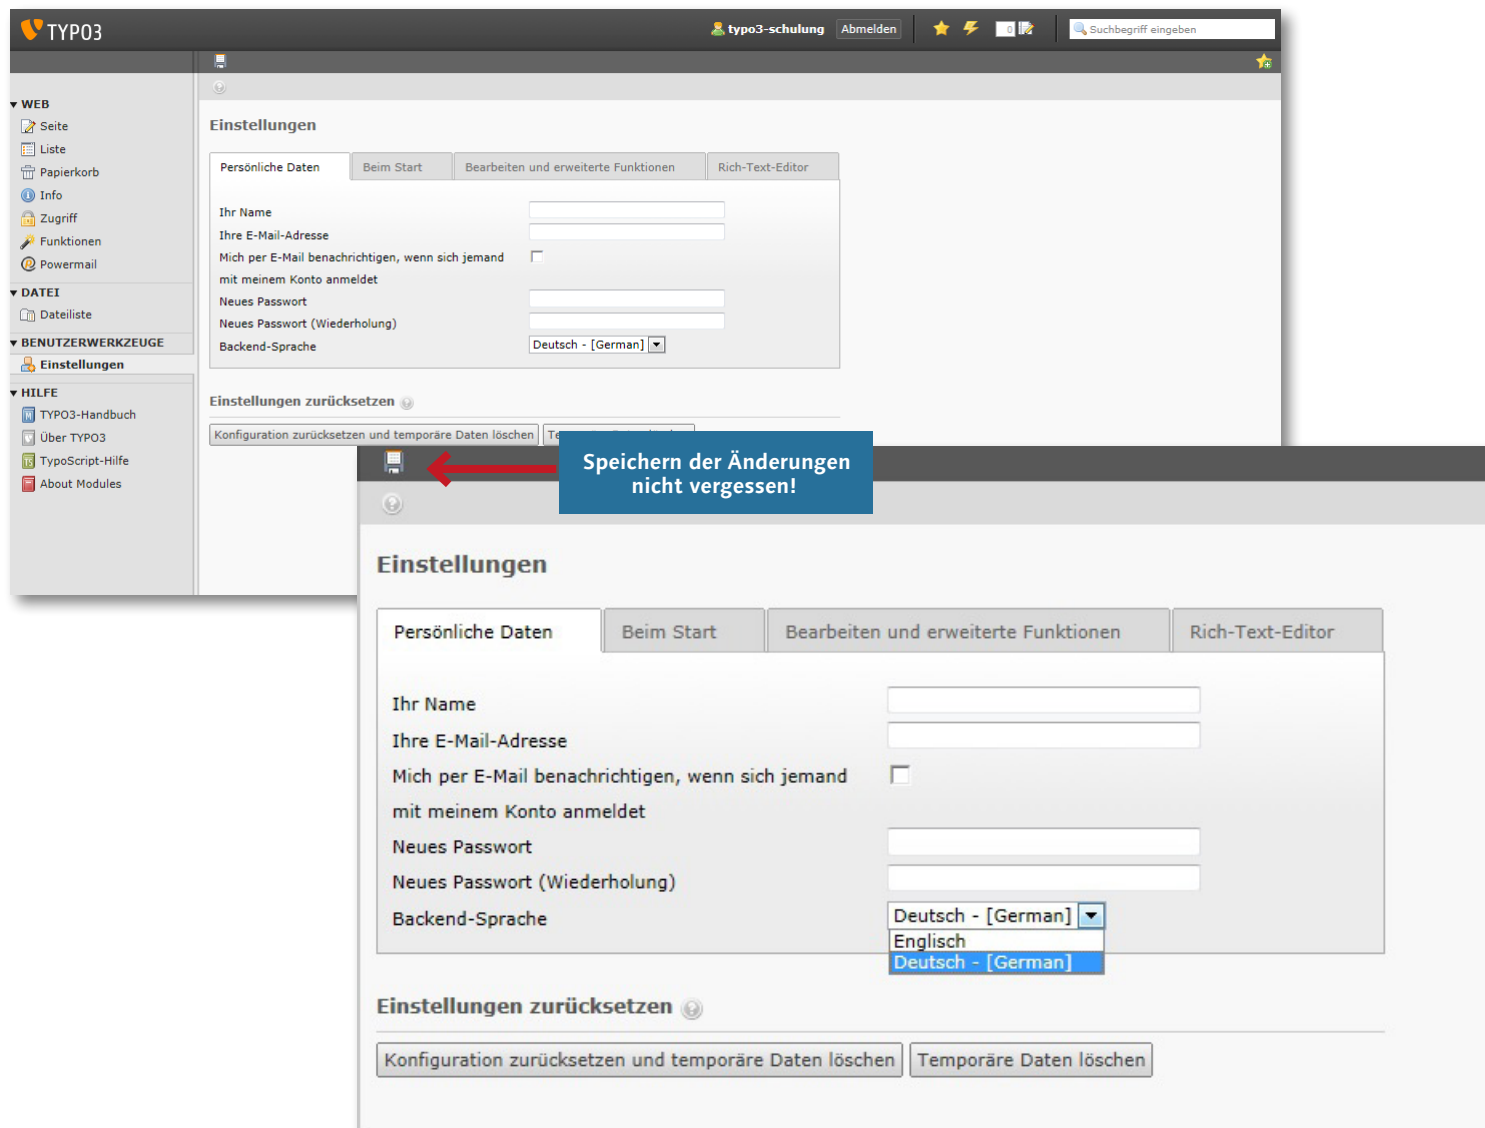 TYPO3
typo3-schulung
Abmelden
0
Suchbegriff eingeben
WEB
Seite
Liste
Papierkorb
Info
Zugriff
Funktionen
Powermail
DATEI
Dateiliste
BENUTZERWERKZEUGE
Einstellungen
HILFE
TYPO3-Handbuch
Über TYPO3
TypoScript-Hilfe
About Modules
Einstellungen
Persönliche Daten
Beim Start
Bearbeiten und erweiterte Funktionen
Rich-Text-Editor
Ihr Name
Ihre E-Mail-Adresse
Mich per E-Mail benachrichtigen, wenn sich jemand
mit meinem Konto anmeldet
Neues Passwort
Neues Passwort (Wiederholung)
Backend-Sprache
Deutsch - [German]
Einstellungen zurücksetzen
Konfiguration zurücksetzen und temporäre Daten löschen
Speichern der Änderungen
nicht vergessen!
Einstellungen
Persönliche Daten
Beim Start
Bearbeiten und erweiterte Funktionen
Rich-Text-Editor
Ihr Name
Ihre E-Mail-Adresse
Mich per E-Mail benachrichtigen, wenn sich jemand
mit meinem Konto anmeldet
Neues Passwort
Neues Passwort (Wiederholung)
Backend-Sprache
Deutsch - [German]
Englisch
Deutsch - [German]
Einstellungen zurücksetzen
Konfiguration zurücksetzen und temporäre Daten löschen
Temporäre Daten löschen